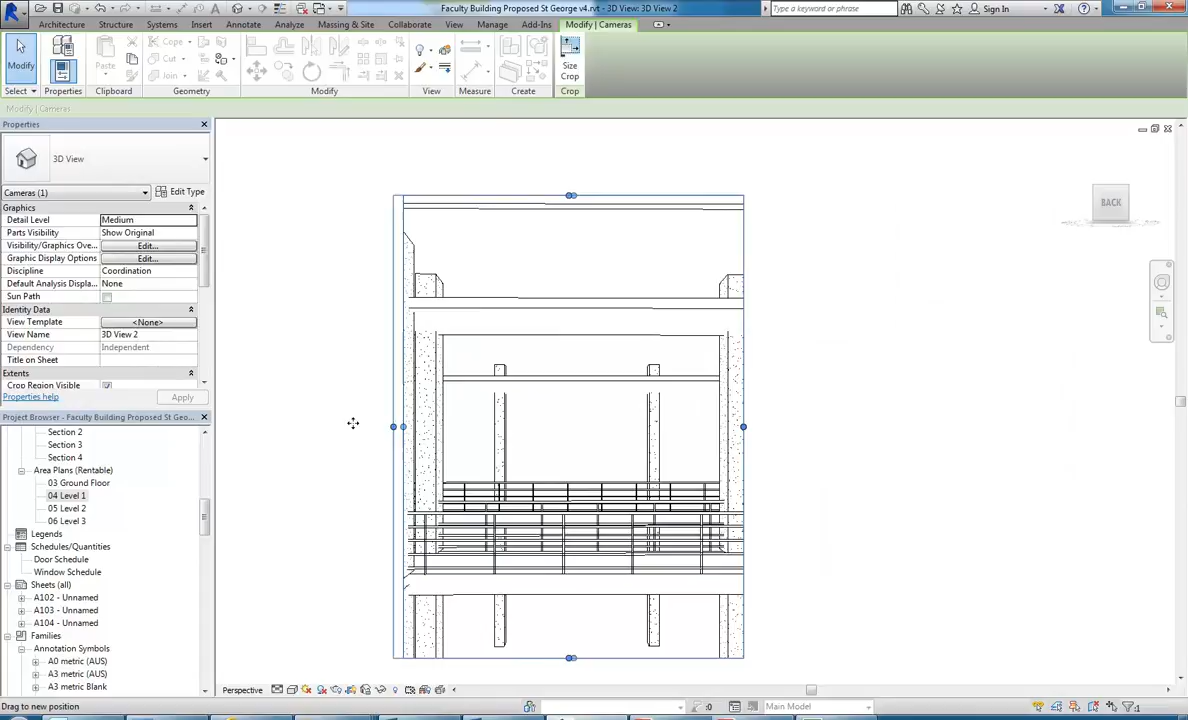 Faculty Building Proposed St George v4.rvt - 3D View: 3D View 2
Type a keyword or phrase
Sign In
Architecture Structure Systems Insert Annotate Analyze Massing & Site Collaborate View Manage Add-Ins Modify | Cameras
Modify
Paste
Cope
Cut
Join
Size
Crop
Select Properties Clipboard Geometry Modify View Measure Create Crop
Modify | Cameras
Properties
3D View
Cameras (1)
Edit Type
Graphics
Detail Level Medium
Parts Visibility Show Original
Visibility/Graphics Ove... Edit...
Graphic Display Options Edit...
Discipline Coordination
Default Analysis Displa... None
Sun Path
Identity Data
View Template <None>
View Name 3D View 2
Dependency Independent
Title on Sheet
Extents
Crop Region Visible
Properties help
Apply
Project Browser - Faculty Building Proposed St Geo...
Section 2
Section 3
Section 4
Area Plans (Rentable)
03 Ground Floor
04 Level 1
05 Level 2
06 Level 3
Legends
Schedules/Quantities
Door Schedule
Window Schedule
Sheets (all)
A102 - Unnamed
A103 - Unnamed
A104 - Unnamed
Families
Annotation Symbols
A0 metric (AUS)
A3 metric (AUS)
A3 metric Blank
BACK
Perspective
Drag to new position
:0
Main Model
:1